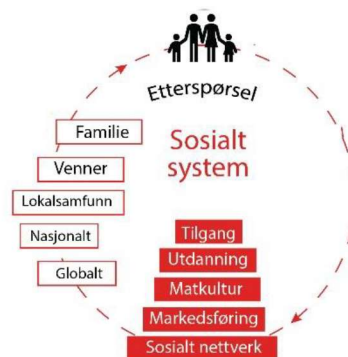 Etterspørsel
Sosialt
system
Familie
Venner
Lokalsamfunn
Nasjonalt
Globalt
Tilgang
Utdanning
Matkultur
Markedsføring
Sosialt nettverk